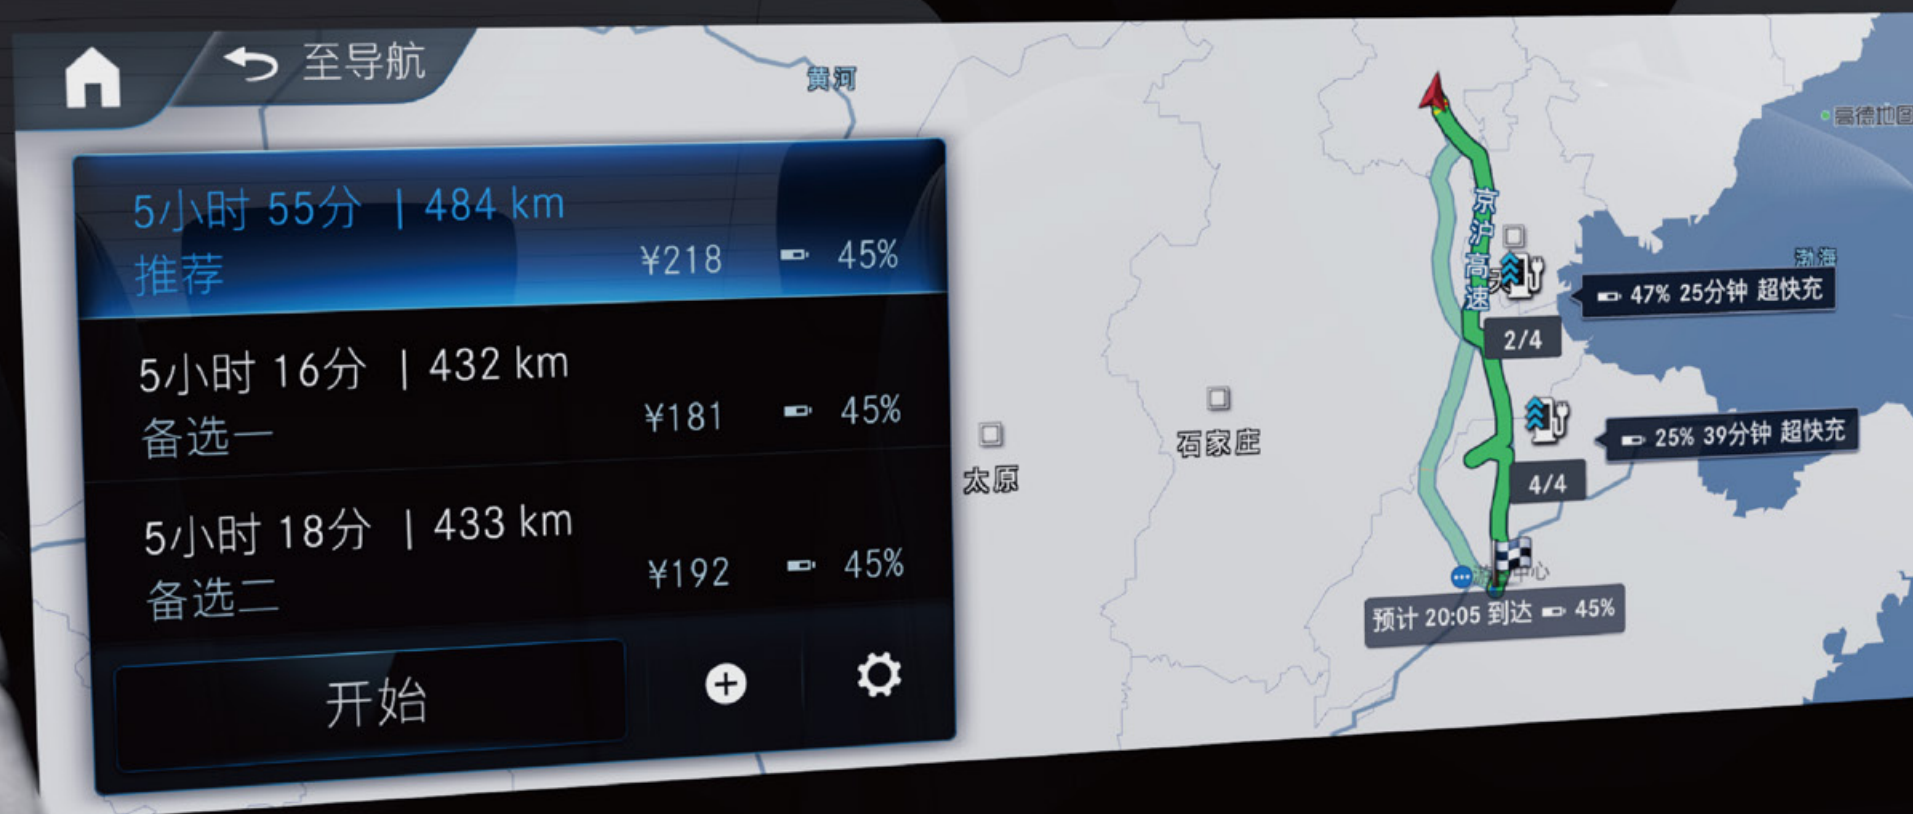 至导航
5小时 55分 | 484 km
推荐
¥218 45%
5小时 16分 | 432 km
备选一
¥181 45%
5小时 18分 | 433 km
备选二
¥192 45%
开始
黄河
高德地图
京沪高速
渤海
47% 25分钟 超快充
2/4
石家庄
太原
25% 39分钟 超快充
4/4
中心
预计 20:05 到达 45%